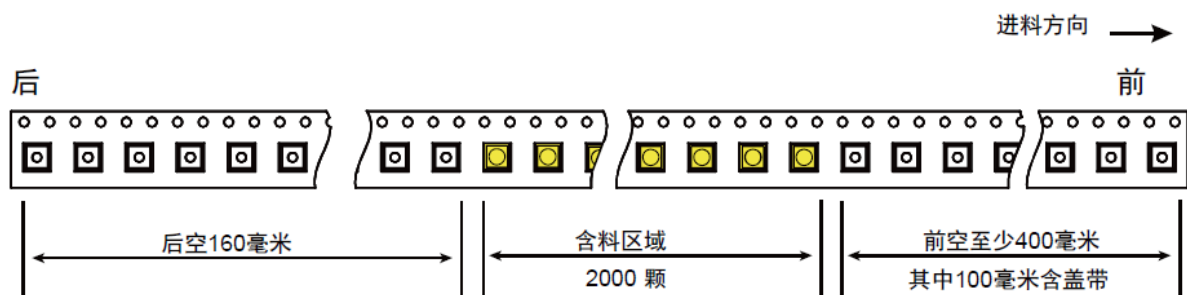 进料方向
后
前
后空160毫米
含料区域
2000 颗
前空至少400毫米
其中100毫米含盖带